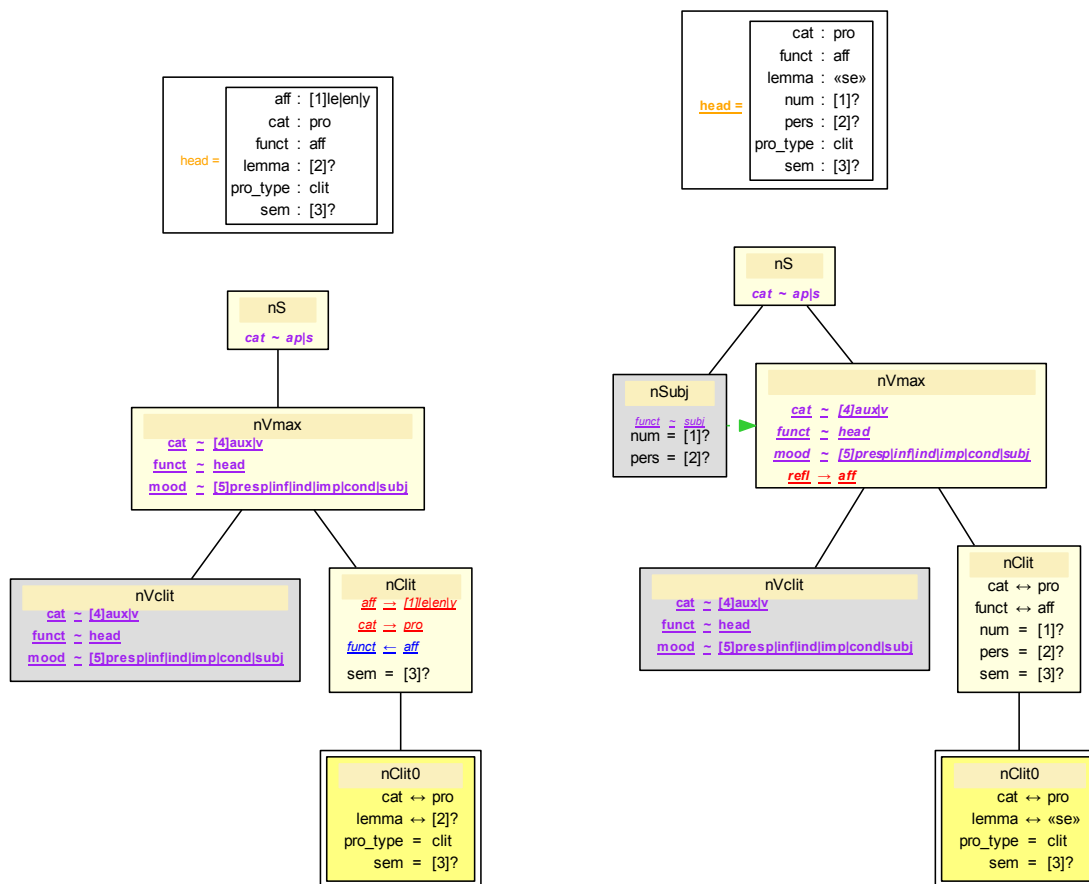 head =
aff : [1]le|en|y
cat : pro
funct : aff
lemma : [2]?
pro_type : clit
sem : [3]?
nS
cat ~ ap|s
nVmax
cat ~ [4]aux|v
funct ~ head
mood ~ [5]presp|inf|ind|imp|cond|subj
nVclit
cat ~ [4]aux|v
funct ~ head
mood ~ [5]presp|inf|ind|imp|cond|subj
nClit
aff → [1]le|en|y
cat → pro
funct ← aff
sem = [3]?
nClit0
cat ↔ pro
lemma ↔ [2]?
pro_type = clit
sem = [3]?
head =
cat : pro
funct : aff
lemma : «se»
num : [1]?
pers : [2]?
pro_type : clit
sem : [3]?
nS
cat ~ ap|s
nSubj
funct ~ subj
num = [1]?
pers = [2]?
nVmax
cat ~ [4]aux|v
funct ~ head
mood ~ [5]presp|inf|ind|imp|cond|subj
refl → aff
nVclit
cat ~ [4]aux|v
funct ~ head
mood ~ [5]presp|inf|ind|imp|cond|subj
nClit
cat ↔ pro
funct ↔ aff
num = [1]?
pers = [2]?
sem = [3]?
nClit0
cat ↔ pro
lemma ↔ «se»
pro_type = clit
sem = [3]?